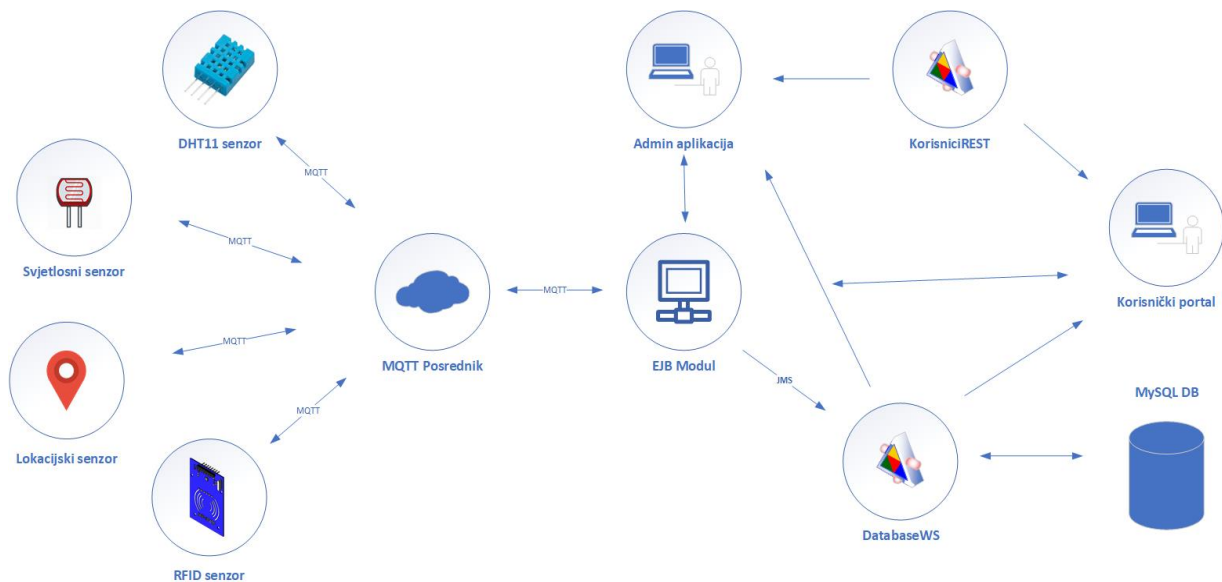 DHT11 senzor
Admin aplikacija
KorisniciREST
MQTT
Svjetlosni senzor
MQTT
Korisnički portal
MQTT
MQTT Posrednik
EJB Modul
MQTT
Lokacijski senzor
JMS
MySQL DB
MQTT
DatabaseWS
RFID senzor